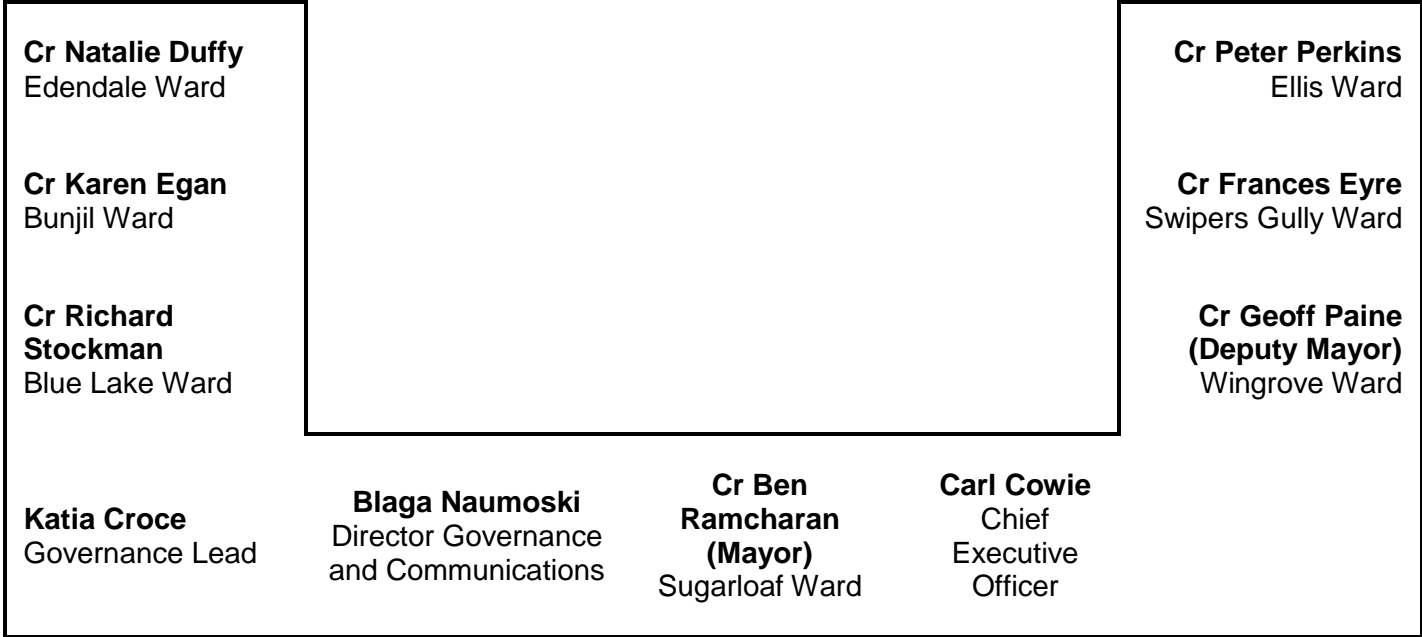 Cr Natalie Duffy
Edendale Ward
Cr Karen Egan
Bunjil Ward
Cr Richard
Stockman
Blue Lake Ward
Cr Peter Perkins
Ellis Ward
Cr Frances Eyre
Swipers Gully Ward
Cr Geoff Paine
(Deputy Mayor)
Wingrove Ward
Katia Croce
Governance Lead
Blaga Naumoski
Director Governance
and Communications
Cr Ben
Ramcharan
(Mayor)
Sugarloaf Ward
Carl Cowie
Chief
Executive
Officer